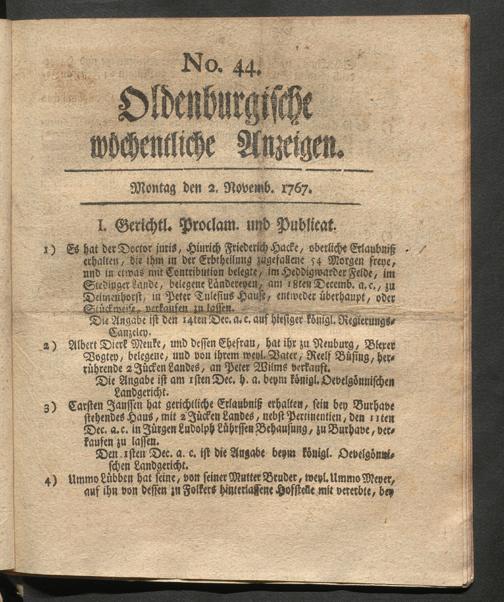 No. 44.
Oldenburgische
wöchentliche Anzeigen.
Montag den 2. Novemb. 1767.
I. Gerichtl. Proclam. und Publicat.
1) Es hat der Doctor juris, Hinrich Friederich Hacke, oberliche Erlaubniß
erhalten, die ihm in der Erbtheilung zugefallene 54 Morgen freye,
und in etwas mit Contribution belegte, im Heddigwarder Felde, im
Stedinger Lande, belegene Ländereyen, am 18ten Decemb. a. c., zu
Delmenhorst, in Peter Tulesius Hause, entweder überhaupt, oder
Stückweise, verkaufen zu lassen.
Die Angabe ist den 14ten Dec. a. c. auf hiesiger königl. Regierungs-
Canzeley.
2) Albert Dierk Menke, und dessen Ehefrau, hat ihr zu Neuburg, Blexer
Vogtey, belegene, und von ihrem weyl. Vater, Reelf Büsing, her-
rührende 2 Jücken Landes, an Peter Wilms verkauft.
Die Angabe ist am 1sten Dec. h. a. beym königl. Oevelgönnischen
Landgericht.
3) Carsten Janssen hat gerichtliche Erlaubniß erhalten, sein bey Burhave
stehendes Haus, mit 2 Jücken Landes, nebst Pertinentien, den 11ten
Dec. a. c. in Jürgen Ludolph Lührssen Behausung, zu Burhave, ver-
kaufen zu lassen.
Den 1sten Dec. a. c. ist die Angabe beym königl. Oevelgönni-
schen Landgericht.
4) Ummo Lübben hat seine, von seiner Mutter Bruder, weyl. Ummo Meyer,
auf ihn von dessen zu Folkers hinterlassene Hofstelle mit vererbte, bey